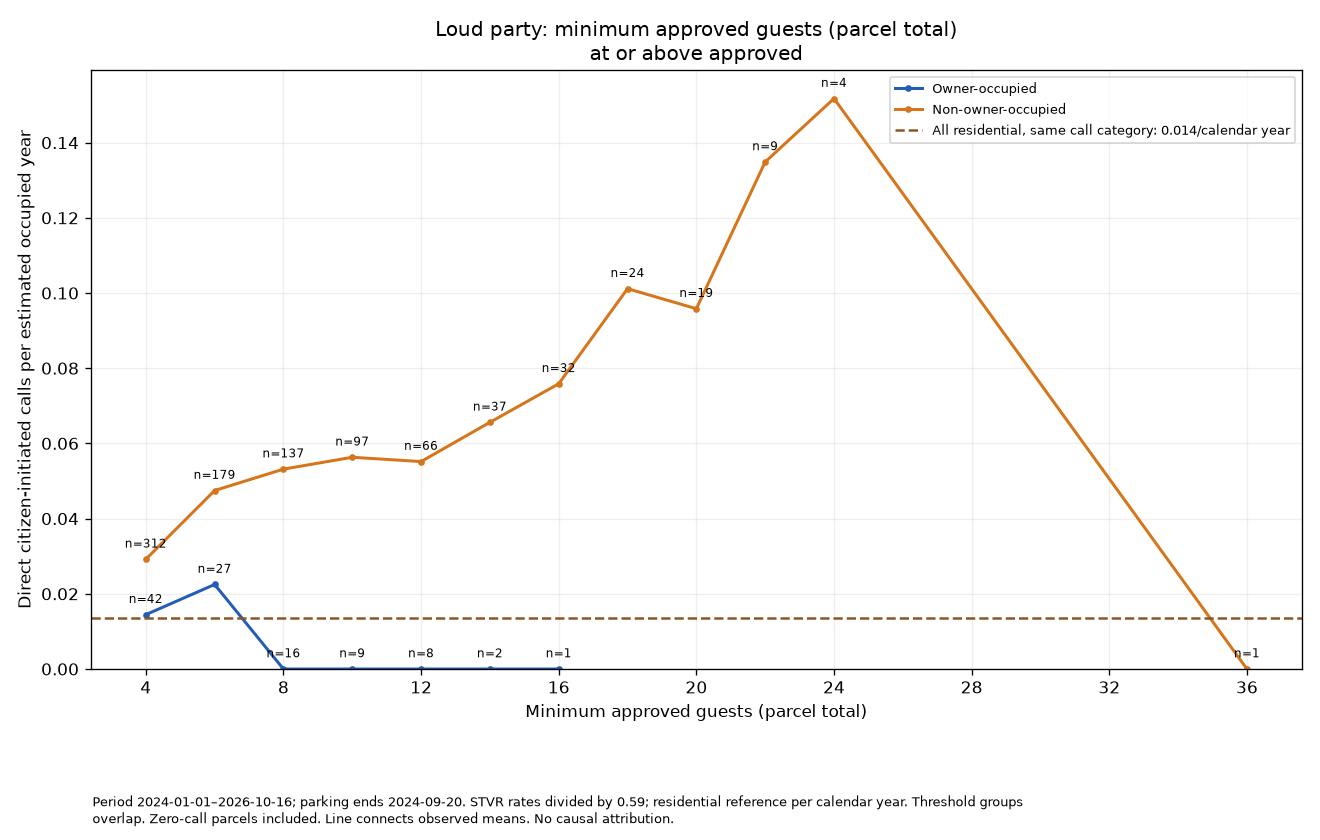 Loud party: minimum approved guests (parcel total)
at or above approved
Owner-occupied
Non-owner-occupied
All residential, same call category: 0.014/calendar year
Direct citizen-initiated calls per estimated occupied year
0.14
0.12
0.10
0.08
0.06
0.04
0.02
0.00
n=312
n=179
n=137
n=97
n=66
n=37
n=32
n=24
n=19
n=9
n=4
n=1
n=42
n=27
n=16
n=9
n=8
n=2
n=1
4 8 12 16 20 24 28 32 36
Minimum approved guests (parcel total)
Period 2024-01-01–2026-10-16; parking ends 2024-09-20. STVR rates divided by 0.59; residential reference per calendar year. Threshold groups
overlap. Zero-call parcels included. Line connects observed means. No causal attribution.